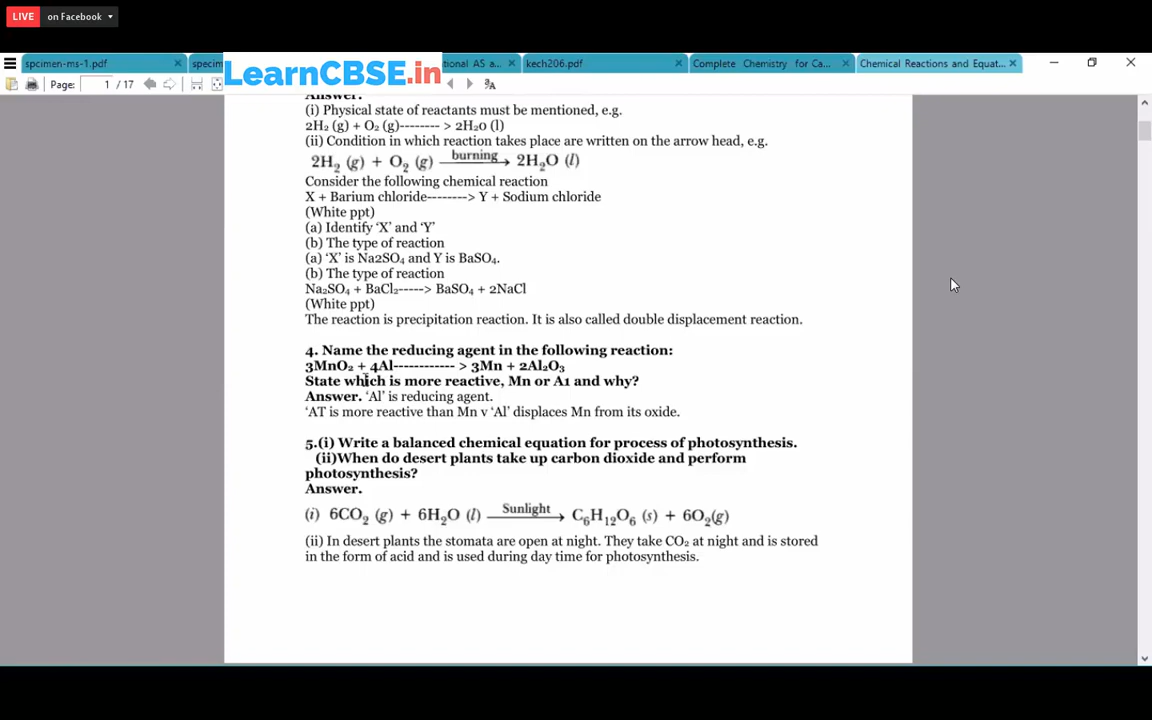 LIVE on Facebook
spcimen-ms-1.pdf
specim
LearnCBSE.in
tional AS a...
kech206.pdf
Complete Chemistry for Ca...
Chemical Reactions and Equat...
Page: 1 / 17
Answer.
(i) Physical state of reactants must be mentioned, e.g.
2H₂ (g) + O₂ (g)-------- > 2H₂0 (l)
(ii) Condition in which reaction takes place are written on the arrow head, e.g.
2H₂ (g) + O₂ (g) burning → 2H₂O (l)
Consider the following chemical reaction
X + Barium chloride--------> Y + Sodium chloride
(White ppt)
(a) Identify ‘X’ and ‘Y’
(b) The type of reaction
(a) ‘X’ is Na2SO₄ and Y is BaSO₄.
(b) The type of reaction
Na₂SO₄ + BaCl₂-----> BaSO₄ + 2NaCl
(White ppt)
The reaction is precipitation reaction. It is also called double displacement reaction.
4. Name the reducing agent in the following reaction:
3MnO₂ + 4Al------------ > 3Mn + 2Al₂O₃
State which is more reactive, Mn or A1 and why?
Answer. ‘Al’ is reducing agent.
‘AT is more reactive than Mn v ‘Al’ displaces Mn from its oxide.
5.(i) Write a balanced chemical equation for process of photosynthesis.
(ii)When do desert plants take up carbon dioxide and perform
photosynthesis?
Answer.
(i) 6CO₂ (g) + 6H₂O (l) Sunlight → C₆H₁₂O₆ (s) + 6O₂(g)
(ii) In desert plants the stomata are open at night. They take CO₂ at night and is stored
in the form of acid and is used during day time for photosynthesis.